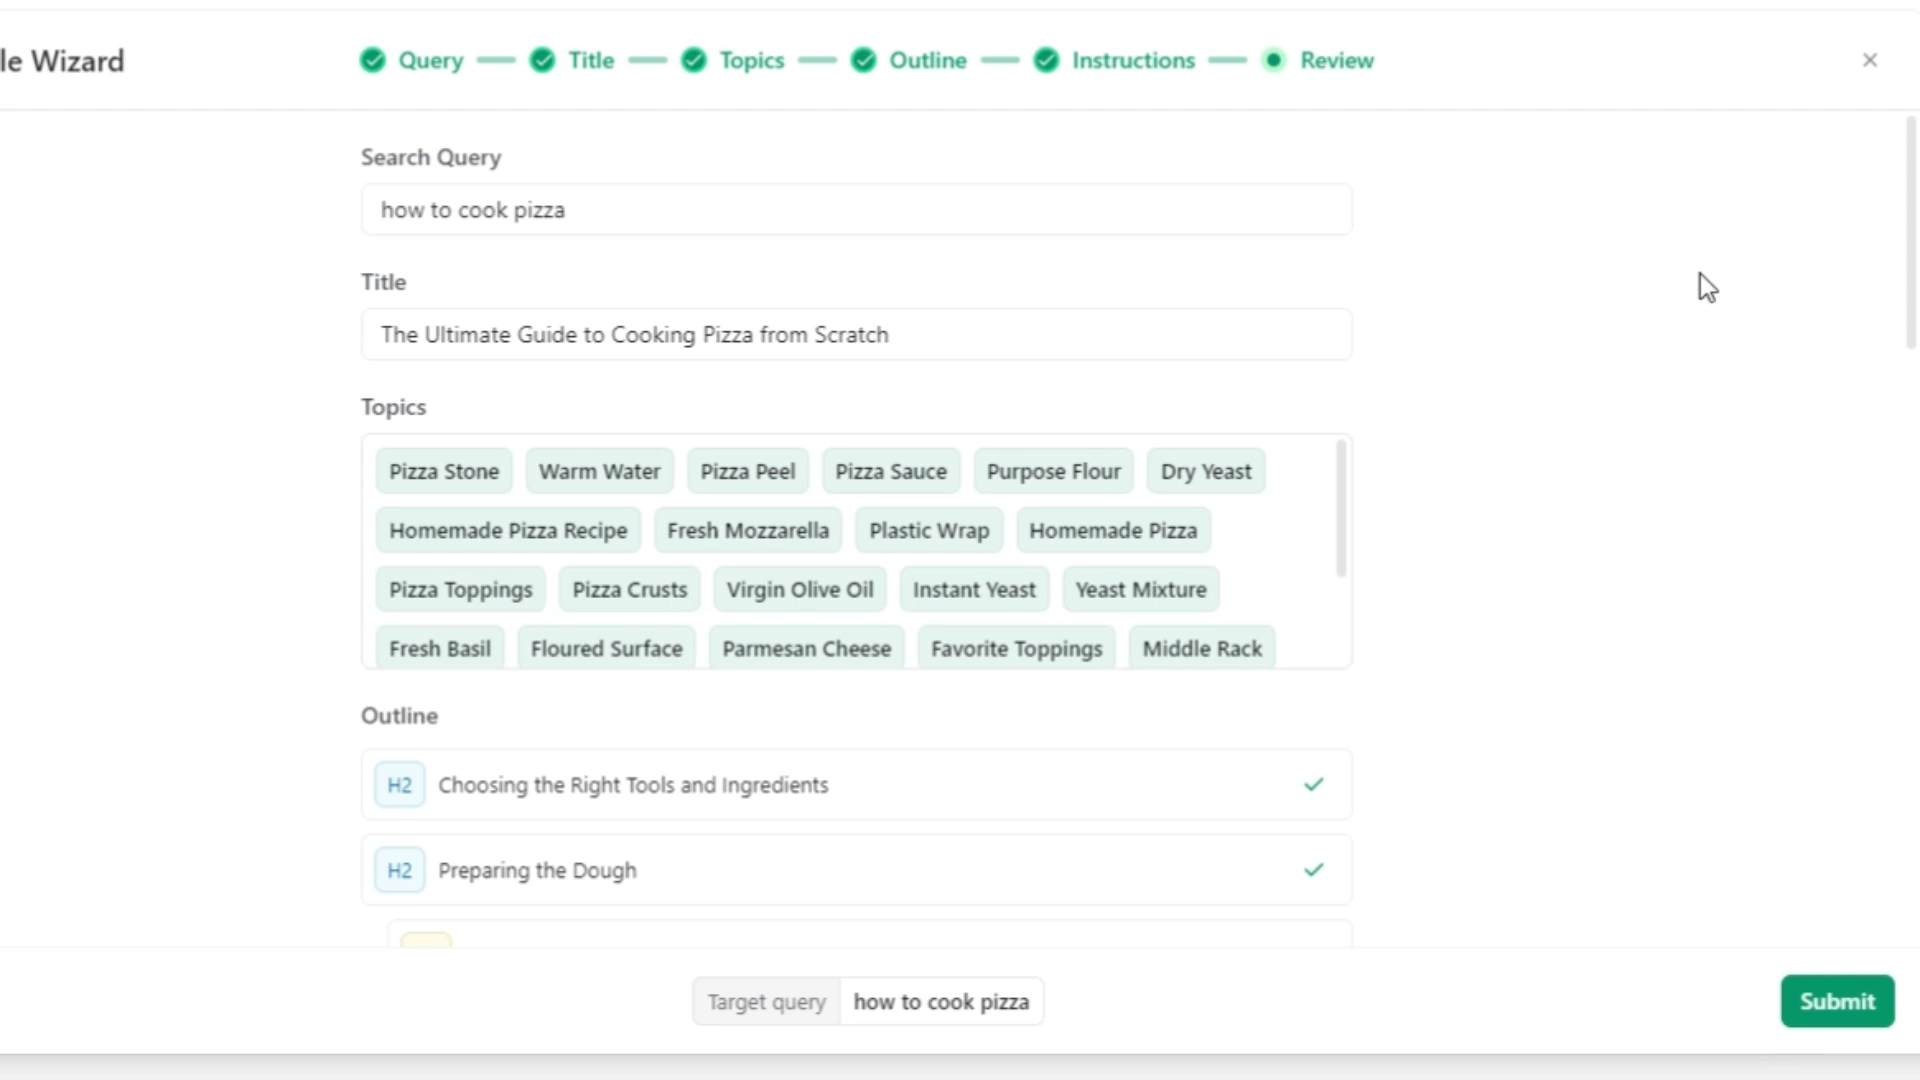 le Wizard
Query Title Topics Outline Instructions Review
Search Query
how to cook pizza
Title
The Ultimate Guide to Cooking Pizza from Scratch
Topics
Pizza Stone Warm Water Pizza Peel Pizza Sauce Purpose Flour Dry Yeast
Homemade Pizza Recipe Fresh Mozzarella Plastic Wrap Homemade Pizza
Pizza Toppings Pizza Crusts Virgin Olive Oil Instant Yeast Yeast Mixture
Fresh Basil Floured Surface Parmesan Cheese Favorite Toppings Middle Rack
Outline
H2 Choosing the Right Tools and Ingredients
H2 Preparing the Dough
Target query how to cook pizza
Submit